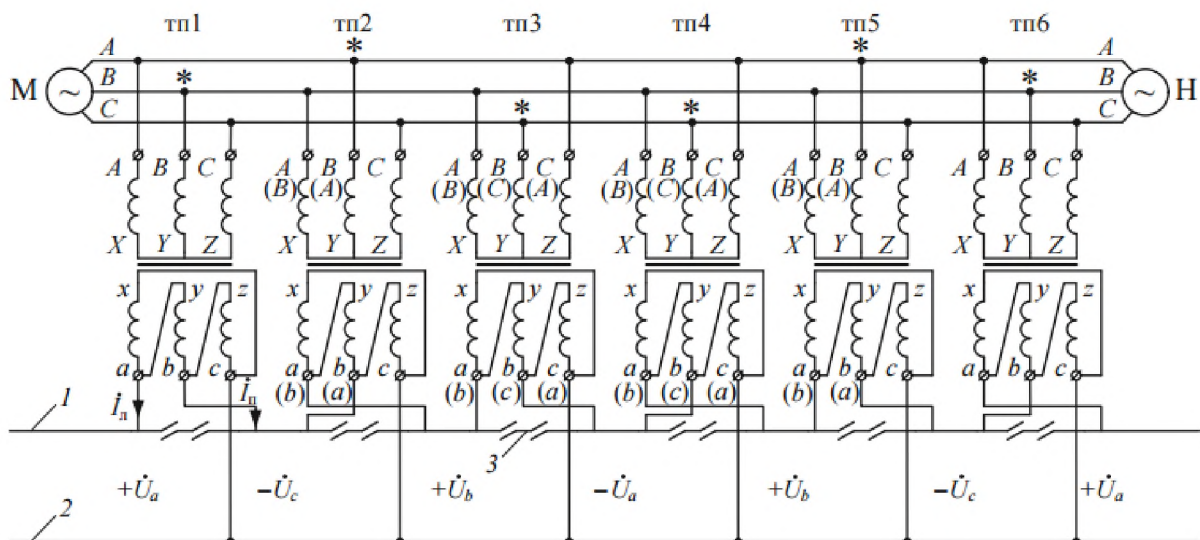 тп1 тп2 тп3 тп4 тп5 тп6
* *
A A
М ~ B * * B ~ Н
C * * C
A B C A B C A B C A B C A B C A B C
(B) (A) (B) (C) (A) (B) (C) (A) (B) (A)
X Y Z X Y Z X Y Z X Y Z X Y Z X Y Z
x y z x y z x y z x y z x y z x y z
a b c a b c a b c a b c a b c a b c
(b) (a) (b) (c) (a) (b) (c) (a) (b) (a)
1 İл İп
3
+U̇a −U̇c +U̇b −U̇a +U̇b −U̇c +U̇a
2